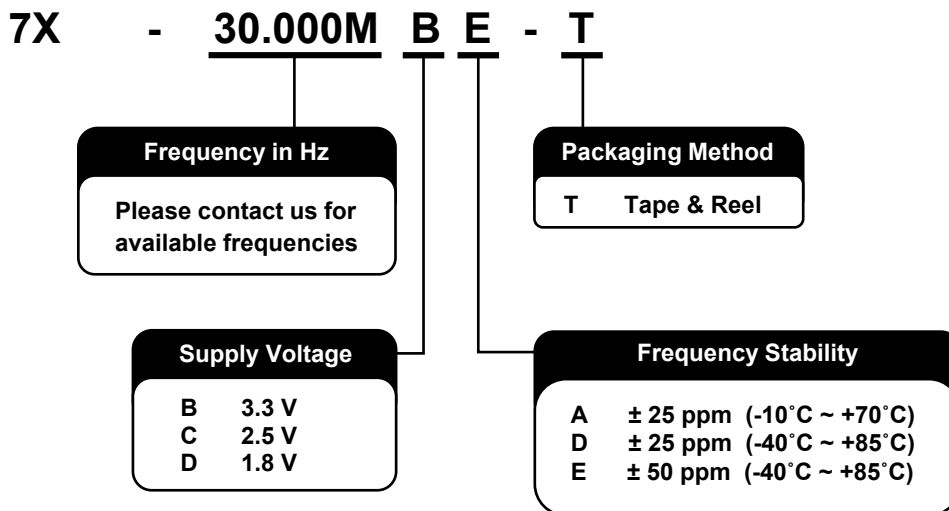 7X - 30.000M B E - T
Frequency in Hz
Please contact us for
available frequencies
Packaging Method
T Tape & Reel
Supply Voltage
B 3.3 V
C 2.5 V
D 1.8 V
Frequency Stability
A ± 25 ppm (-10˚C ~ +70˚C)
D ± 25 ppm (-40˚C ~ +85˚C)
E ± 50 ppm (-40˚C ~ +85˚C)